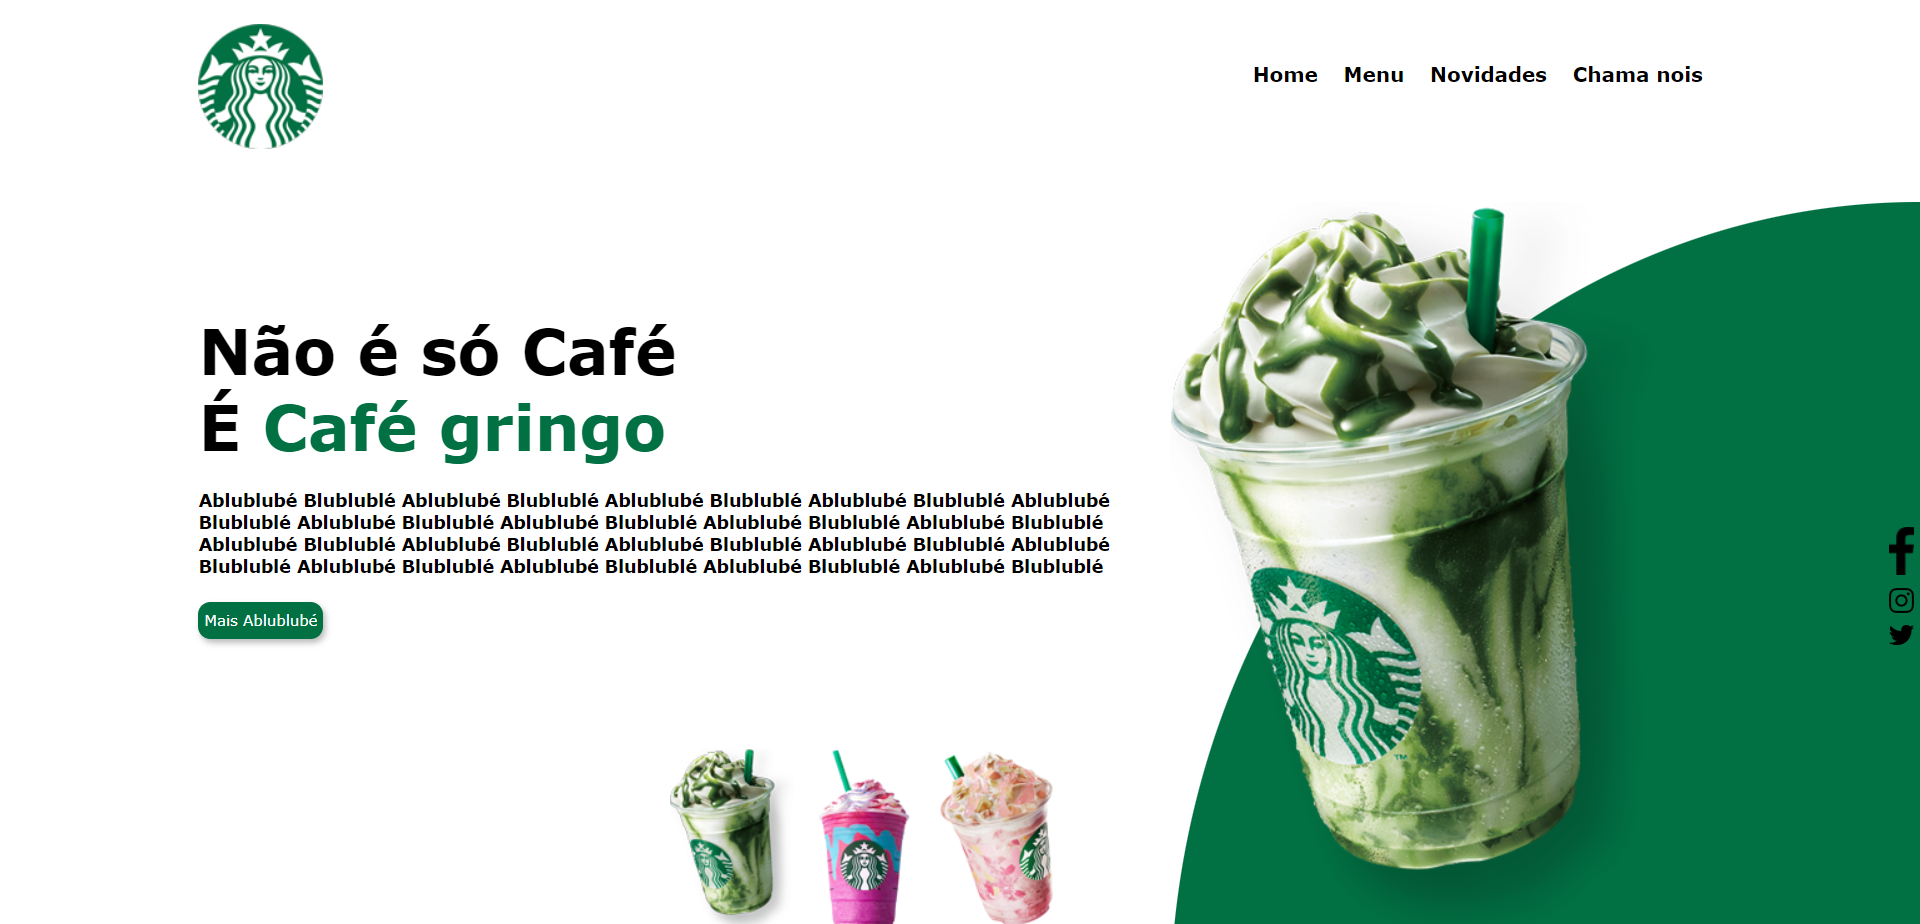 Home Menu Novidades Chama nois
Não é só Café
É Café gringo
Ablublubé Blublublé Ablublubé Blublublé Ablublubé Blublublé Ablublubé Blublublé Ablublubé
Blublublé Ablublubé Blublublé Ablublubé Blublublé Ablublubé Blublublé Ablublubé Blublublé
Ablublubé Blublublé Ablublubé Blublublé Ablublubé Blublublé Ablublubé Blublublé Ablublubé
Blublublé Ablublubé Blublublé Ablublubé Blublublé Ablublubé Blublublé Ablublubé Blublublé
Mais Ablublubé
TM